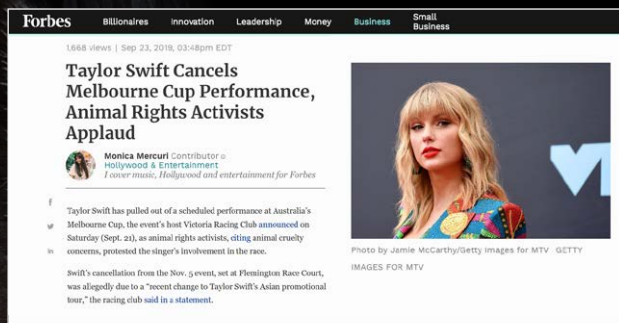 Forbes
Billionaires
Innovation
Leadership
Money
Business
Small
Business
1,668 views | Sep 23, 2019, 03:48pm EDT
Taylor Swift Cancels
Melbourne Cup Performance,
Animal Rights Activists
Applaud
Monica Mercuri Contributor
Hollywood & Entertainment
I cover music, Hollywood and entertainment for Forbes
Taylor Swift has pulled out of a scheduled performance at Australia's
Melbourne Cup, the event's host Victoria Racing Club announced on
Saturday (Sept. 21), as animal rights activists, citing animal cruelty
concerns, protested the singer's involvement in the race.
Swift's cancellation from the Nov. 5 event, set at Flemington Race Court,
was allegedly due to a "recent change to Taylor Swift's Asian promotional
tour," the racing club said in a statement.
Photo by Jamie McCarthy/Getty Images for MTV GETTY
IMAGES FOR MTV